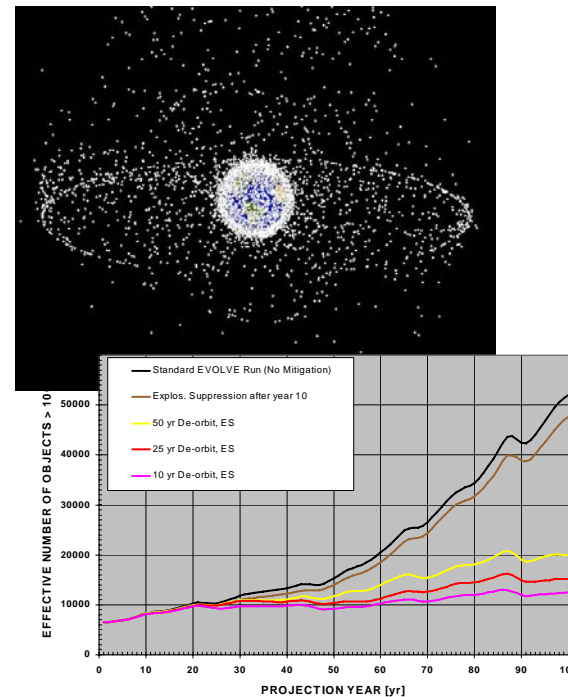 Standard EVOLVE Run (No Mitigation)
Explos. Suppression after year 10
50 yr De-orbit, ES
25 yr De-orbit, ES
10 yr De-orbit, ES
EFFECTIVE NUMBER OF OBJECTS > 10
50000
40000
30000
20000
10000
0
0 10 20 30 40 50 60 70 80 90 100
PROJECTION YEAR [yr]